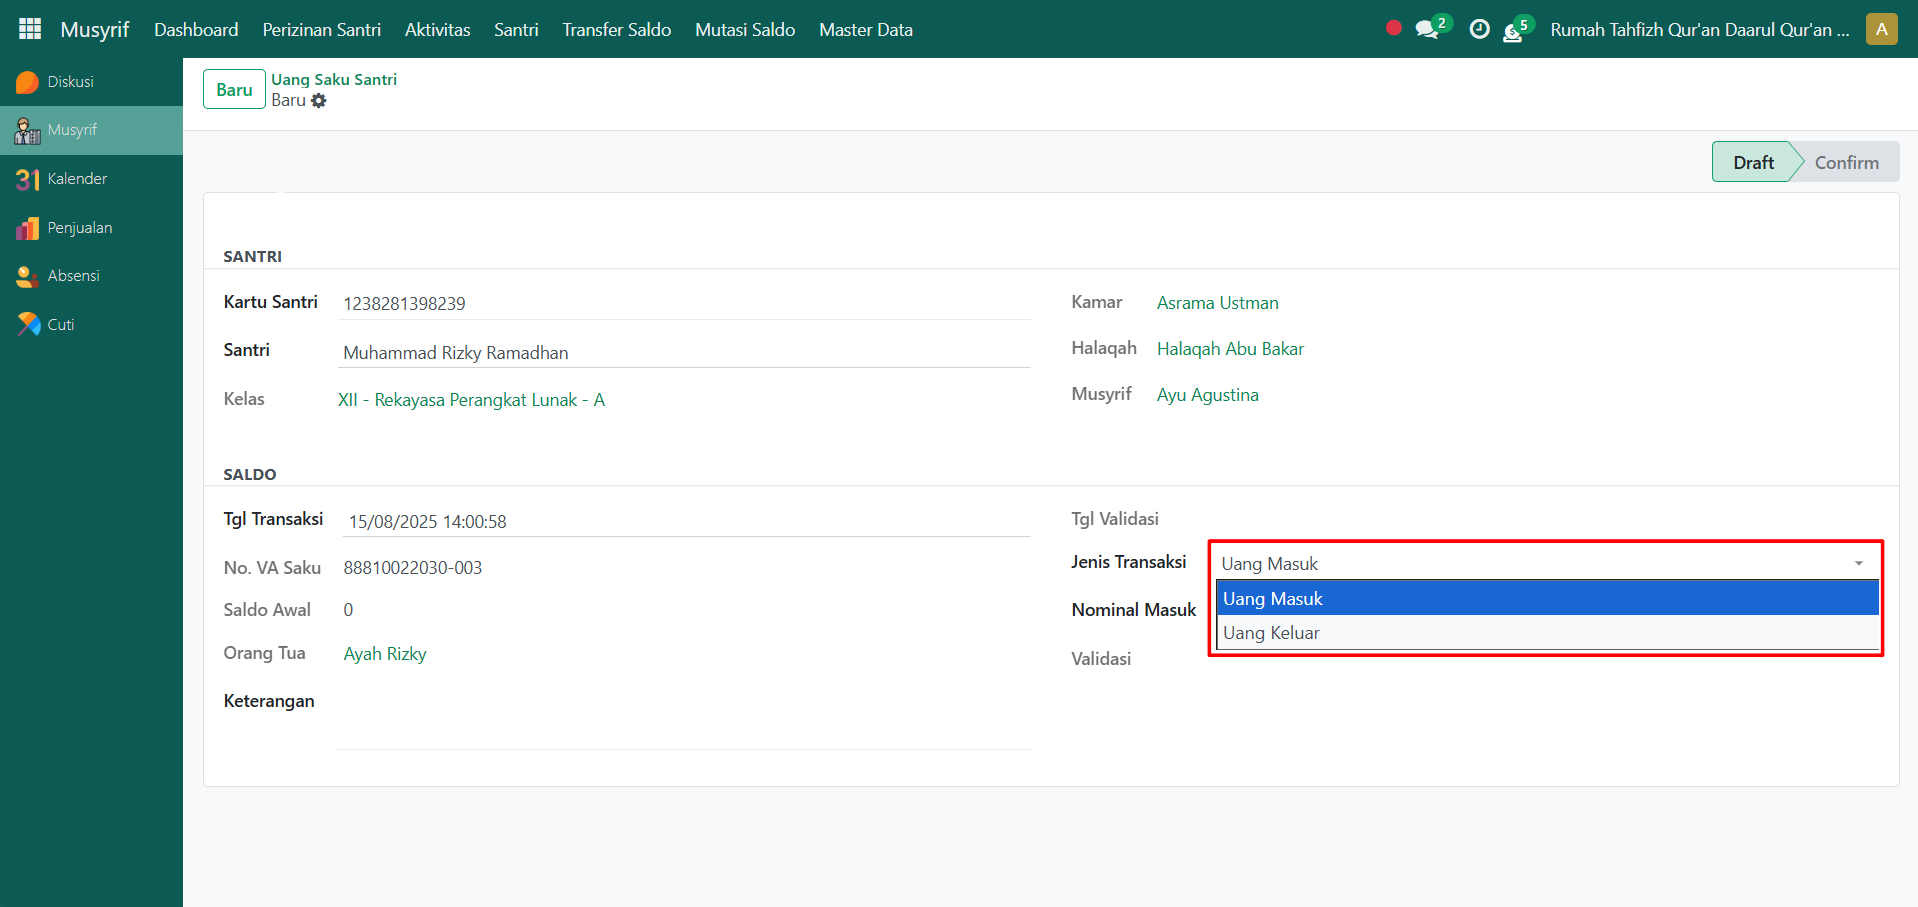 Musyrif Dashboard Perizinan Santri Aktivitas Santri Transfer Saldo Mutasi Saldo Master Data 2 5 Rumah Tahfizh Qur'an Daarul Qur'an ... A
Diskusi
Musyrif
31 Kalender
Penjualan
Absensi
Cuti
Baru Uang Saku Santri
Baru
Draft Confirm
SANTRI
Kartu Santri 1238281398239
Santri Muhammad Rizky Ramadhan
Kelas XII - Rekayasa Perangkat Lunak - A
Kamar Asrama Ustman
Halaqah Halaqah Abu Bakar
Musyrif Ayu Agustina
SALDO
Tgl Transaksi 15/08/2025 14:00:58
No. VA Saku 88810022030-003
Saldo Awal 0
Orang Tua Ayah Rizky
Keterangan
Tgl Validasi
Jenis Transaksi Uang Masuk
Uang Masuk
Uang Keluar
Nominal Masuk
Validasi